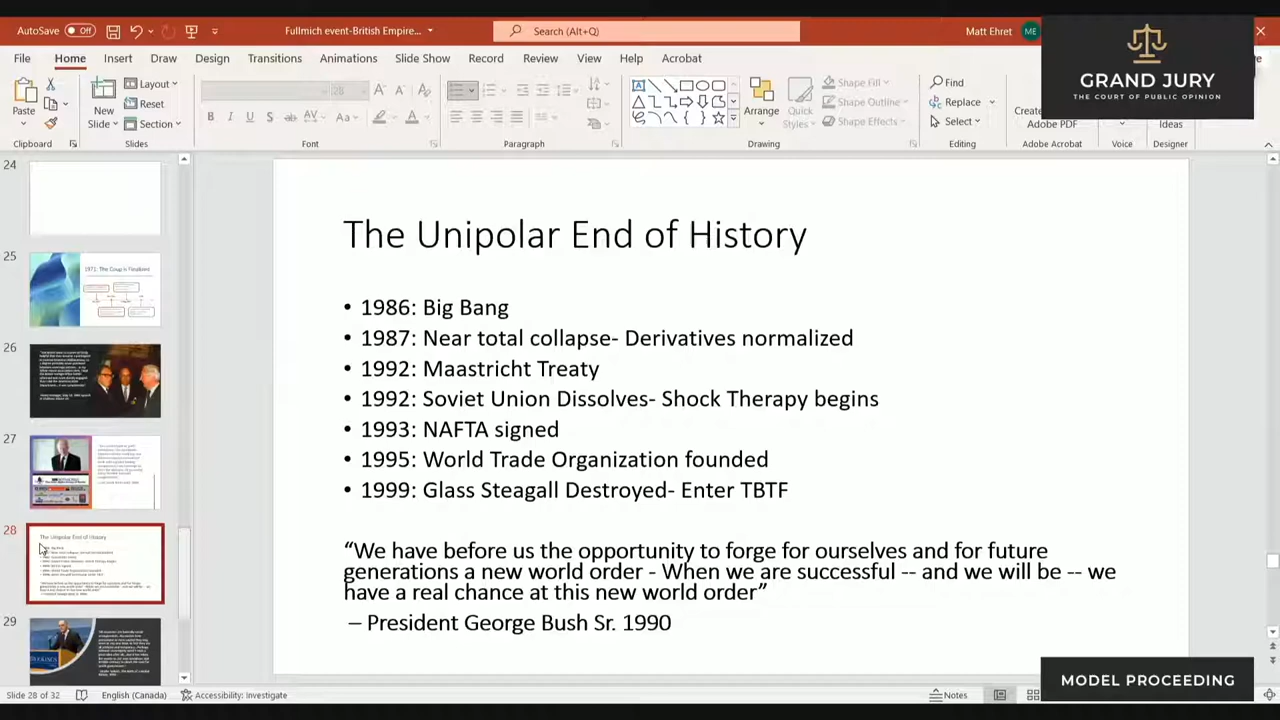 AutoSave Off
Fullmich event-British Empire...
Search (Alt+Q)
Matt Ehret
ME
GRAND JURY
THE COURT OF PUBLIC OPINION
File Home Insert Draw Design Transitions Animations Slide Show Record Review View Help Acrobat
Paste
New
Slide
Layout
Reset
Section
28
Arrange
Quick
Styles
Shape Fill
Shape Outline
Shape Effects
Find
Replace
Select
Adobe PDF
Ideas
Clipboard Slides Font Paragraph Drawing Editing Adobe Acrobat Voice Designer
24
25
1971: The Coup is Finalized
26
27
28
The Unipolar End of History
29
The Unipolar End of History
• 1986: Big Bang
• 1987: Near total collapse- Derivatives normalized
• 1992: Maastricht Treaty
• 1992: Soviet Union Dissolves- Shock Therapy begins
• 1993: NAFTA signed
• 1995: World Trade Organization founded
• 1999: Glass Steagall Destroyed- Enter TBTF
“We have before us the opportunity to forge for ourselves and for future
generations a new world order - When we are successful -- and we will be -- we
have a real chance at this new world order”
– President George Bush Sr. 1990
MODEL PROCEEDING
Slide 28 of 32
English (Canada)
Accessibility: Investigate
Notes